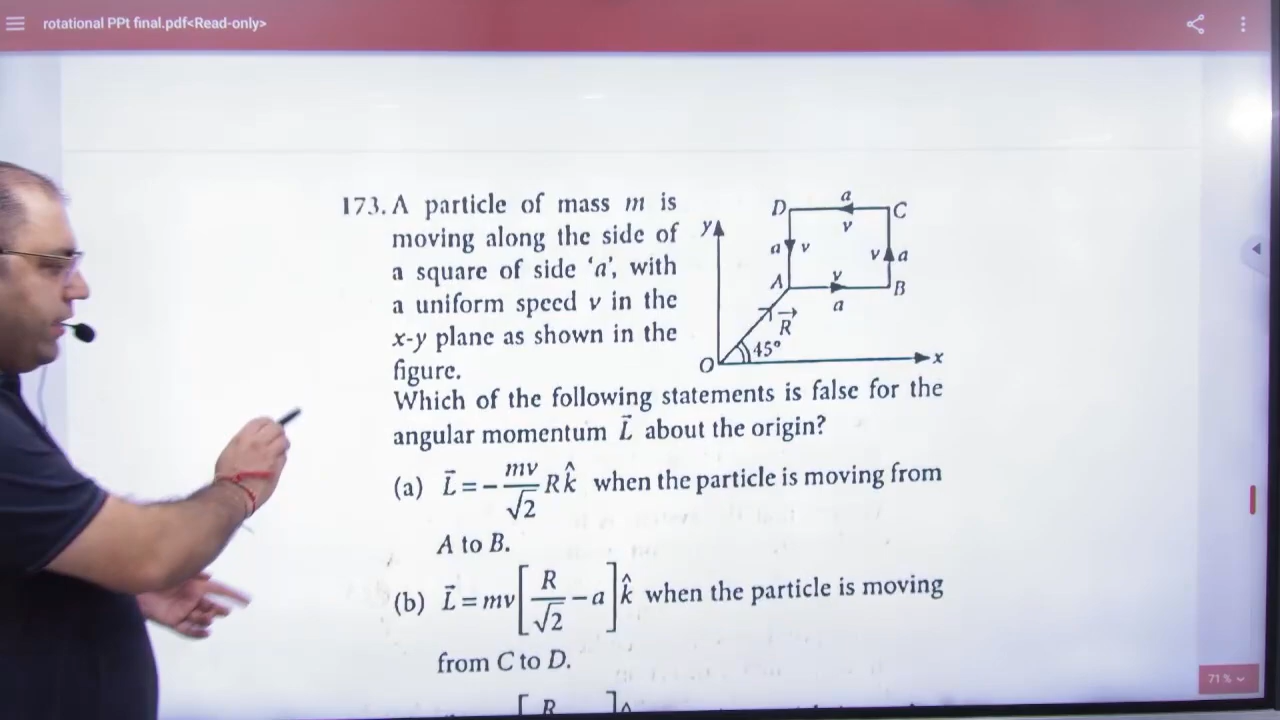 rotational PPt final.pdf<Read-only>
173. A particle of mass m is
moving along the side of
a square of side ‘a’, with
a uniform speed v in the
x-y plane as shown in the
figure.
D a C
v
y
a v v a
A v B
a
R⃗
45°
O x
Which of the following statements is false for the
angular momentum L⃗ about the origin?
(a) L⃗ = − mv/√2 R k̂ when the particle is moving from
A to B.
(b) L⃗ = mv[R/√2 − a] k̂ when the particle is moving
from C to D.
[R ]
71%